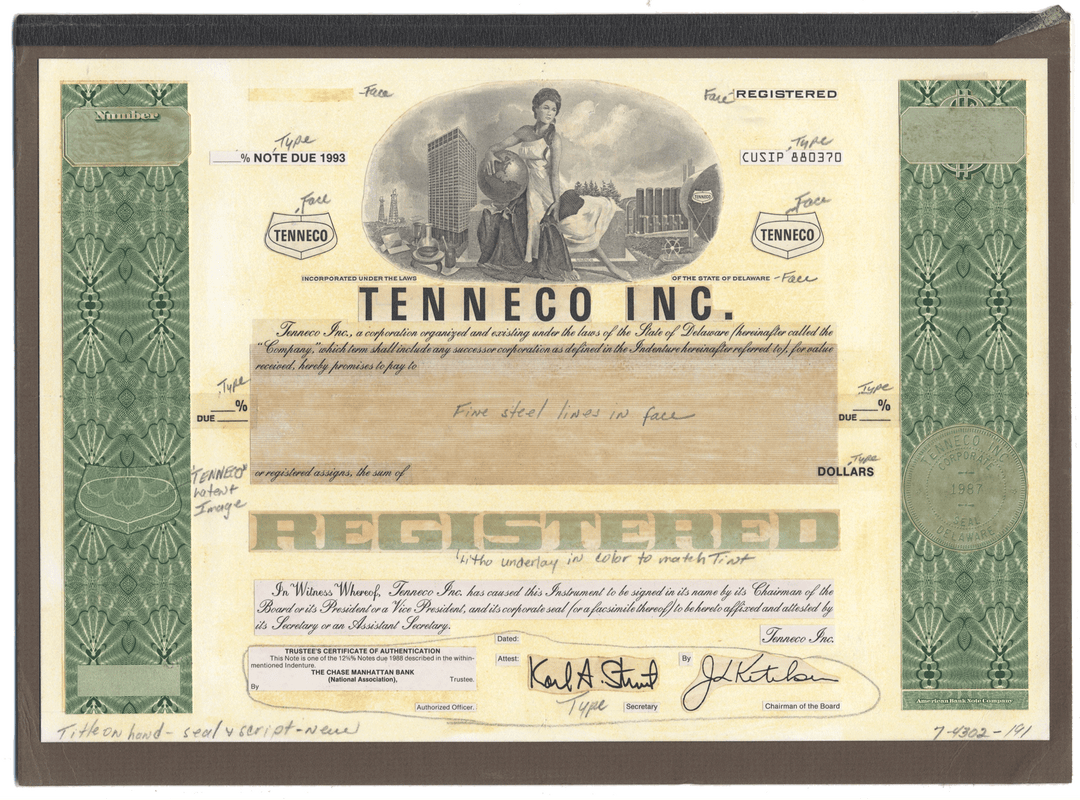 Number
Face
Face REGISTERED
Type
____% NOTE DUE 1993
Type
CUSIP 880370
Face
TENNECO
Face
TENNECO
TENNECO
INCORPORATED UNDER THE LAWS
OF THE STATE OF DELAWARE - Face
TENNECO INC.
Tenneco Inc., a corporation organized and existing under the laws of the State of Delaware (hereinafter called the
"Company," which term shall include any successor corporation as defined in the Indenture hereinafter referred to), for value
received, hereby promises to pay to
Type
____%
DUE ____
Type
____%
DUE ____
Fine steel lines in face
"TENNECO"
Latent
Image
or registered assigns, the sum of
Type
DOLLARS
TENNECO INC.
CORPORATE
1987
SEAL
DELAWARE
REGISTERED
Litho underlay in color to match Tint
In Witness Whereof, Tenneco Inc. has caused this Instrument to be signed in its name by its Chairman of the
Board or its President or a Vice President, and its corporate seal (or a facsimile thereof) to be hereto affixed and attested by
its Secretary or an Assistant Secretary.
Dated:
Tenneco Inc.
TRUSTEE'S CERTIFICATE OF AUTHENTICATION
This Note is one of the 12⅝% Notes due 1988 described in the within-
mentioned Indenture.
THE CHASE MANHATTAN BANK
(National Association),
Trustee.
By
Authorized Officer.
Attest:
Karl A. Stewart
Type
Secretary
By
J L Ketelsen
Chairman of the Board
American Bank Note Company
Title on hand - seal & script - new
7-4302-191